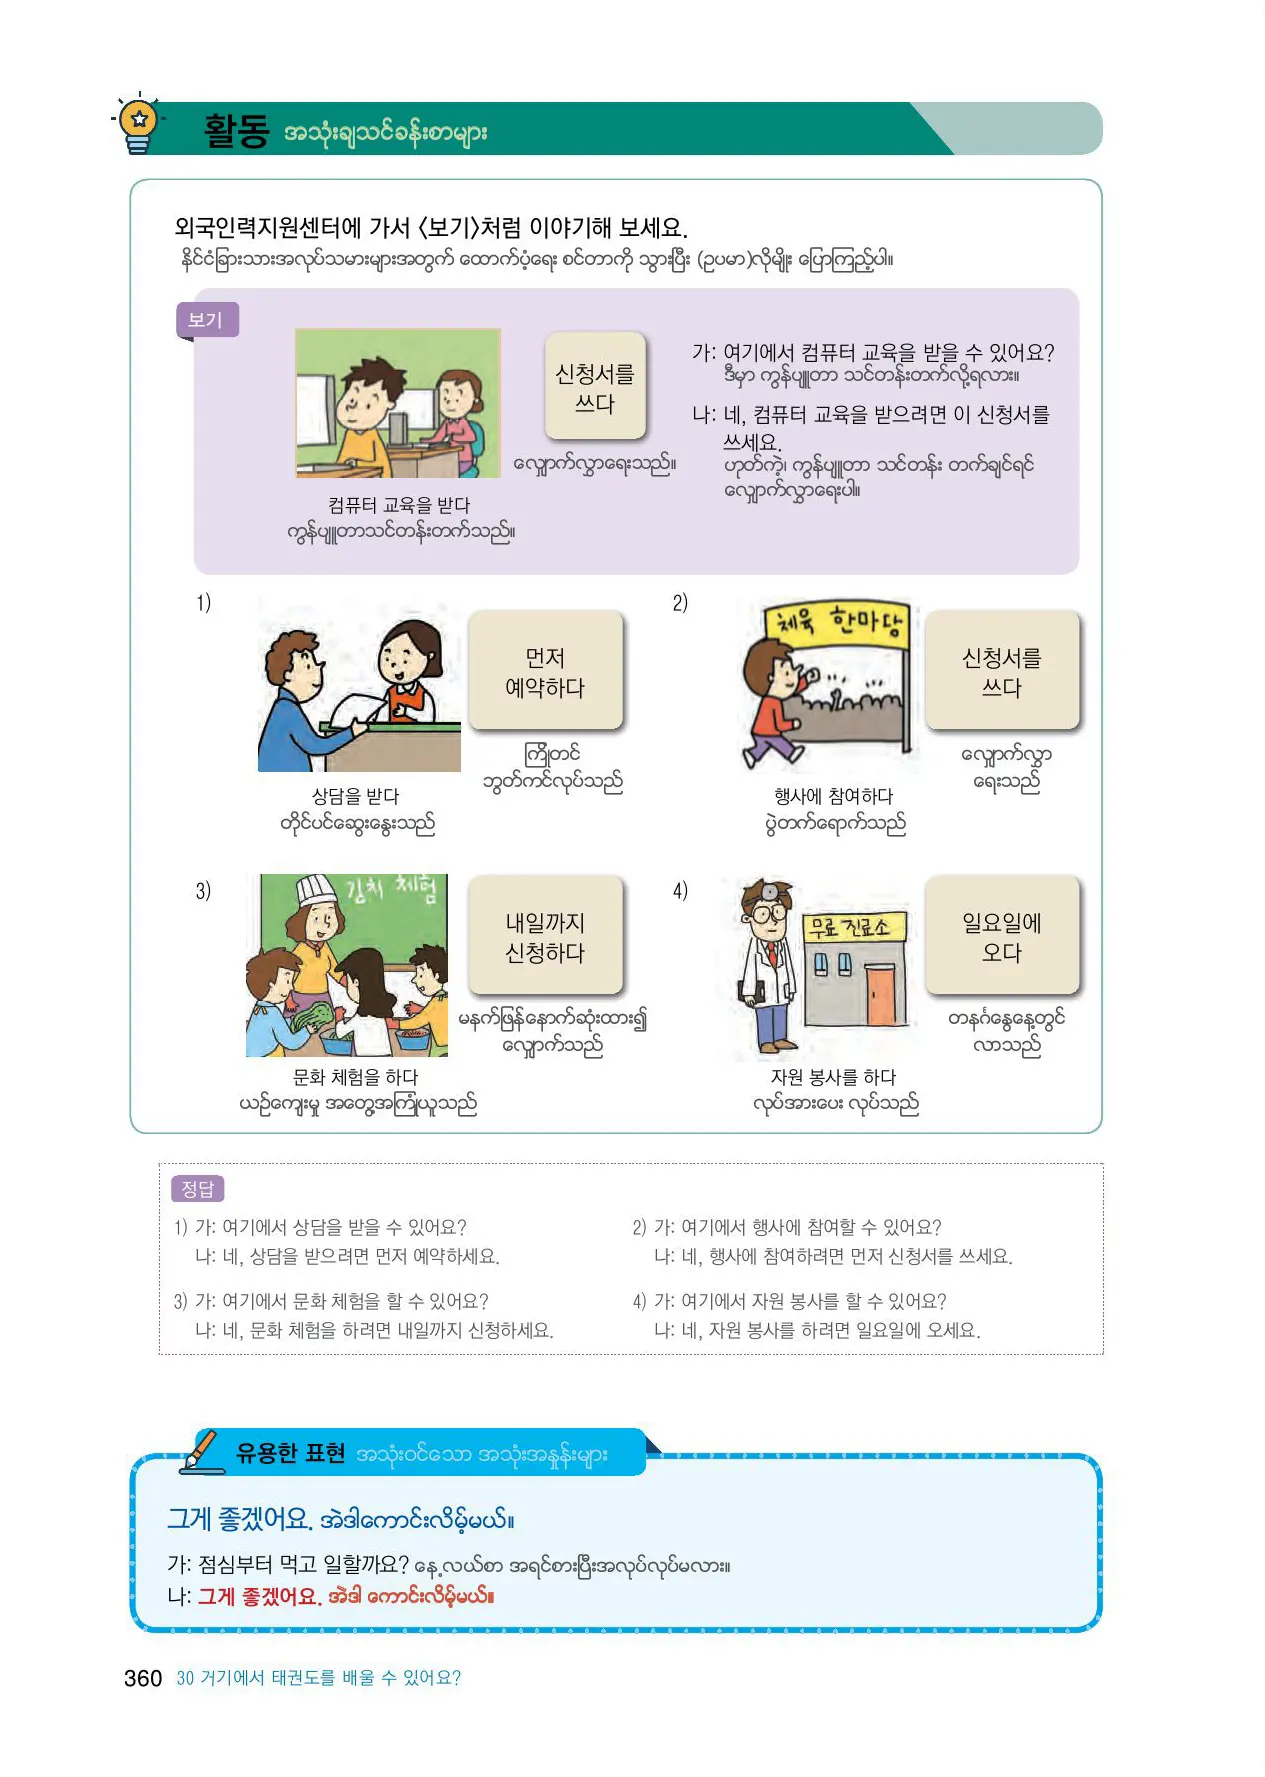 활동 အသုံးချသင်ခန်းစာများ
외국인력지원센터에 가서 〈보기〉처럼 이야기해 보세요.
နိုင်ငံခြားသားအလုပ်သမားများအတွက် ထောက်ပံ့ရေး စင်တာကို သွားပြီး (ဥပမာ)လိုမျိုး ပြောကြည့်ပါ။
보기
신청서를
쓰다
လျှောက်လွှာရေးသည်။
컴퓨터 교육을 받다
ကွန်ပျူတာသင်တန်းတက်သည်။
가: 여기에서 컴퓨터 교육을 받을 수 있어요?
ဒီမှာ ကွန်ပျူတာ သင်တန်းတက်လို့ရလား။
나: 네, 컴퓨터 교육을 받으려면 이 신청서를
쓰세요.
ဟုတ်ကဲ့၊ ကွန်ပျူတာ သင်တန်း တက်ချင်ရင်
လျှောက်လွှာရေးပါ။
1)
먼저
예약하다
ကြိုတင်
ဘွတ်ကင်လုပ်သည်
상담을 받다
တိုင်ပင်ဆွေးနွေးသည်
2)
체육 한마당
신청서를
쓰다
လျှောက်လွှာ
ရေးသည်
행사에 참여하다
ပွဲတက်ရောက်သည်
3)
김치 체험
내일까지
신청하다
မနက်ဖြန်နောက်ဆုံးထား၍
လျှောက်သည်
문화 체험을 하다
ယဉ်ကျေးမှု အတွေ့အကြုံယူသည်
4)
무료 진료소
일요일에
오다
တနင်္ဂနွေနေ့တွင်
လာသည်
자원 봉사를 하다
လုပ်အားပေး လုပ်သည်
정답
1) 가: 여기에서 상담을 받을 수 있어요?
나: 네, 상담을 받으려면 먼저 예약하세요.
2) 가: 여기에서 행사에 참여할 수 있어요?
나: 네, 행사에 참여하려면 먼저 신청서를 쓰세요.
3) 가: 여기에서 문화 체험을 할 수 있어요?
나: 네, 문화 체험을 하려면 내일까지 신청하세요.
4) 가: 여기에서 자원 봉사를 할 수 있어요?
나: 네, 자원 봉사를 하려면 일요일에 오세요.
유용한 표현 အသုံးဝင်သော အသုံးအနှုန်းများ
그게 좋겠어요. အဲဒါကောင်းလိမ့်မယ်။
가: 점심부터 먹고 일할까요? နေ့လယ်စာ အရင်စားပြီးအလုပ်လုပ်မလား။
나: 그게 좋겠어요. အဲဒါ ကောင်းလိမ့်မယ်။
360 30 거기에서 태권도를 배울 수 있어요?